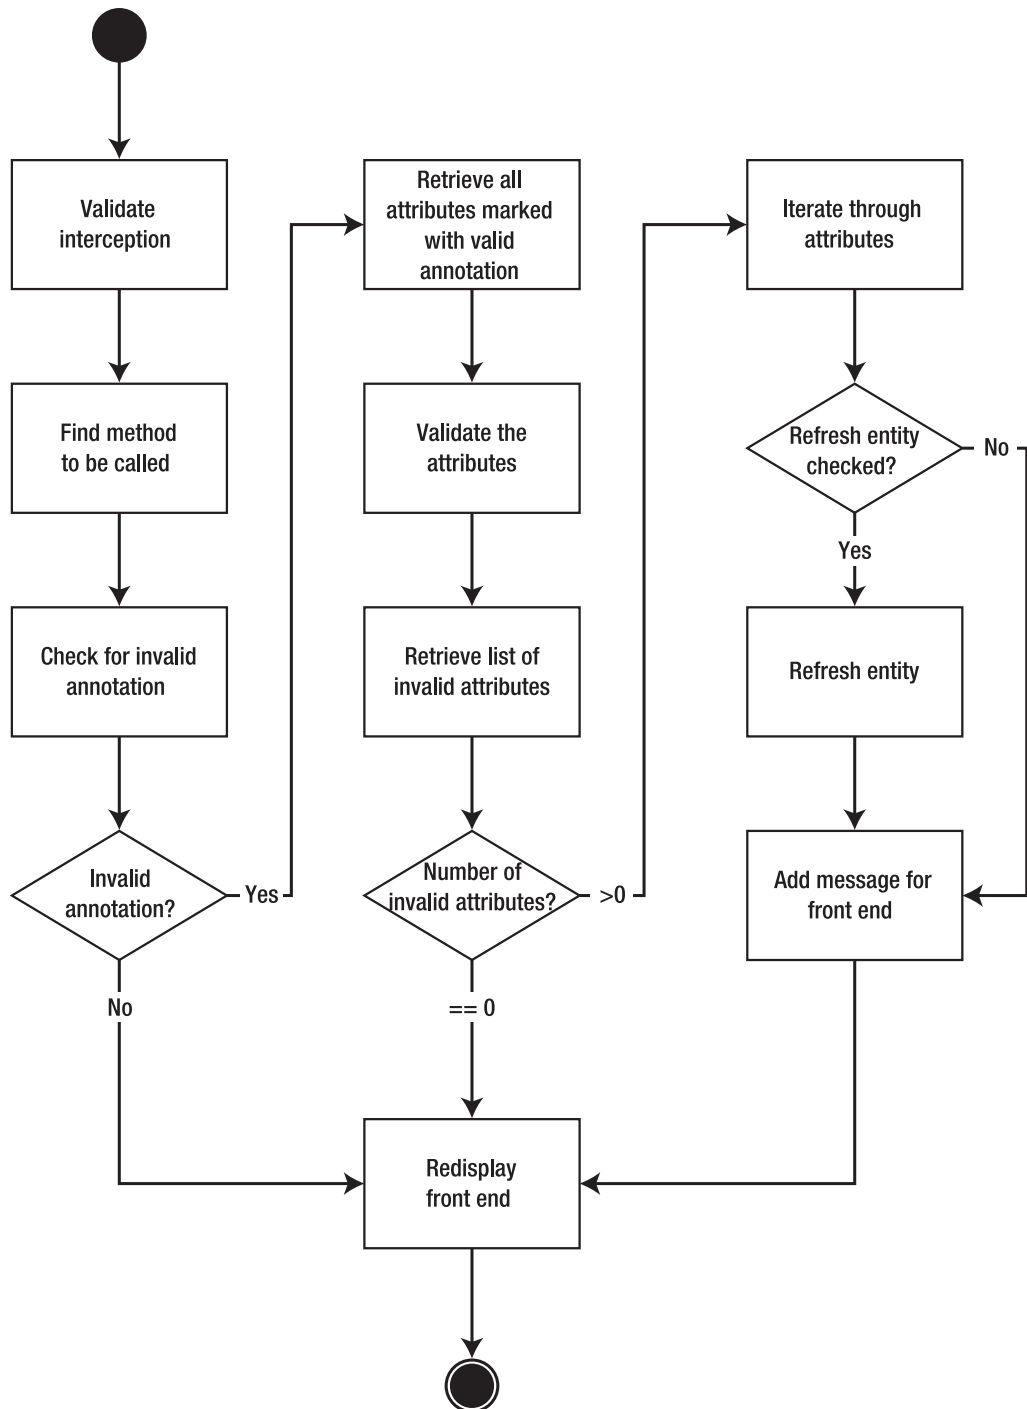 Validate
interception
Find method
to be called
Check for invalid
annotation
Invalid
annotation?
Yes
No
Retrieve all
attributes marked
with valid
annotation
Validate the
attributes
Retrieve list of
invalid attributes
Number of
invalid attributes?
>0
== 0
Iterate through
attributes
Refresh entity
checked?
No
Yes
Refresh entity
Add message for
front end
Redisplay
front end